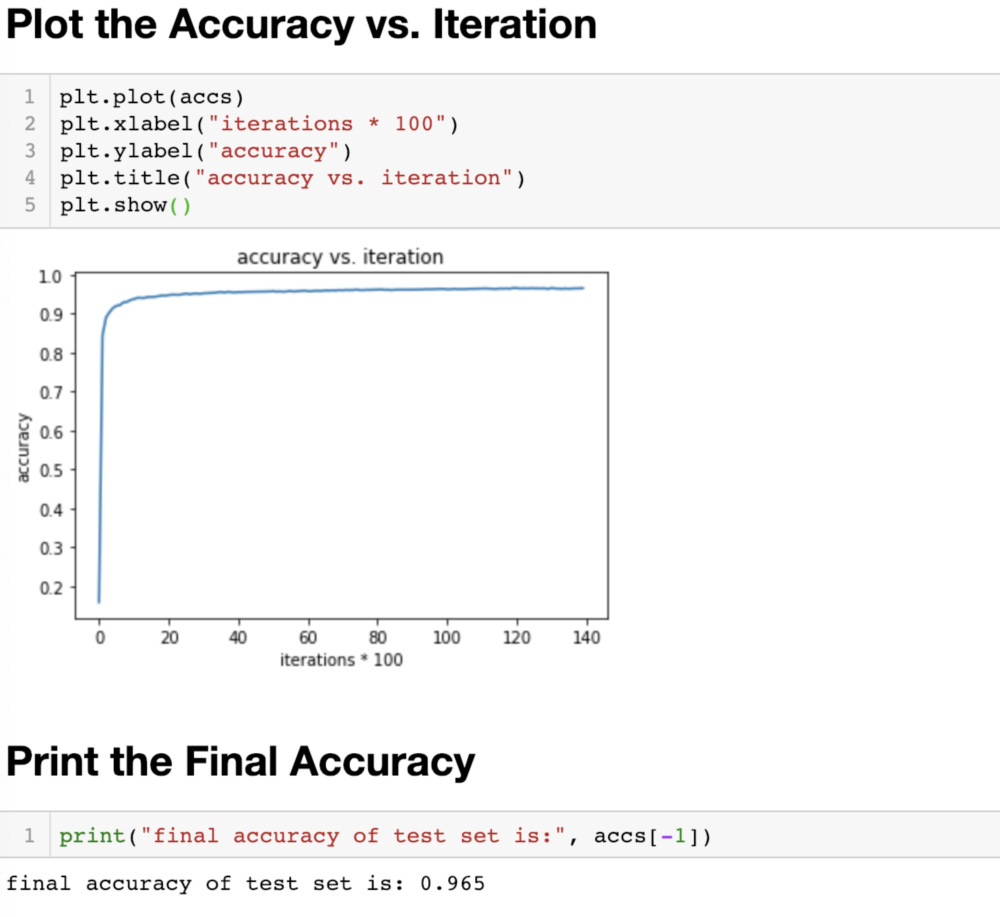 Plot the Accuracy vs. Iteration
1 plt.plot(accs)
2 plt.xlabel("iterations * 100")
3 plt.ylabel("accuracy")
4 plt.title("accuracy vs. iteration")
5 plt.show()
accuracy vs. iteration
1.0
0.9
0.8
0.7
0.6
0.5
0.4
0.3
0.2
accuracy
0 20 40 60 80 100 120 140
iterations * 100
Print the Final Accuracy
1 print("final accuracy of test set is:", accs[-1])
final accuracy of test set is: 0.965